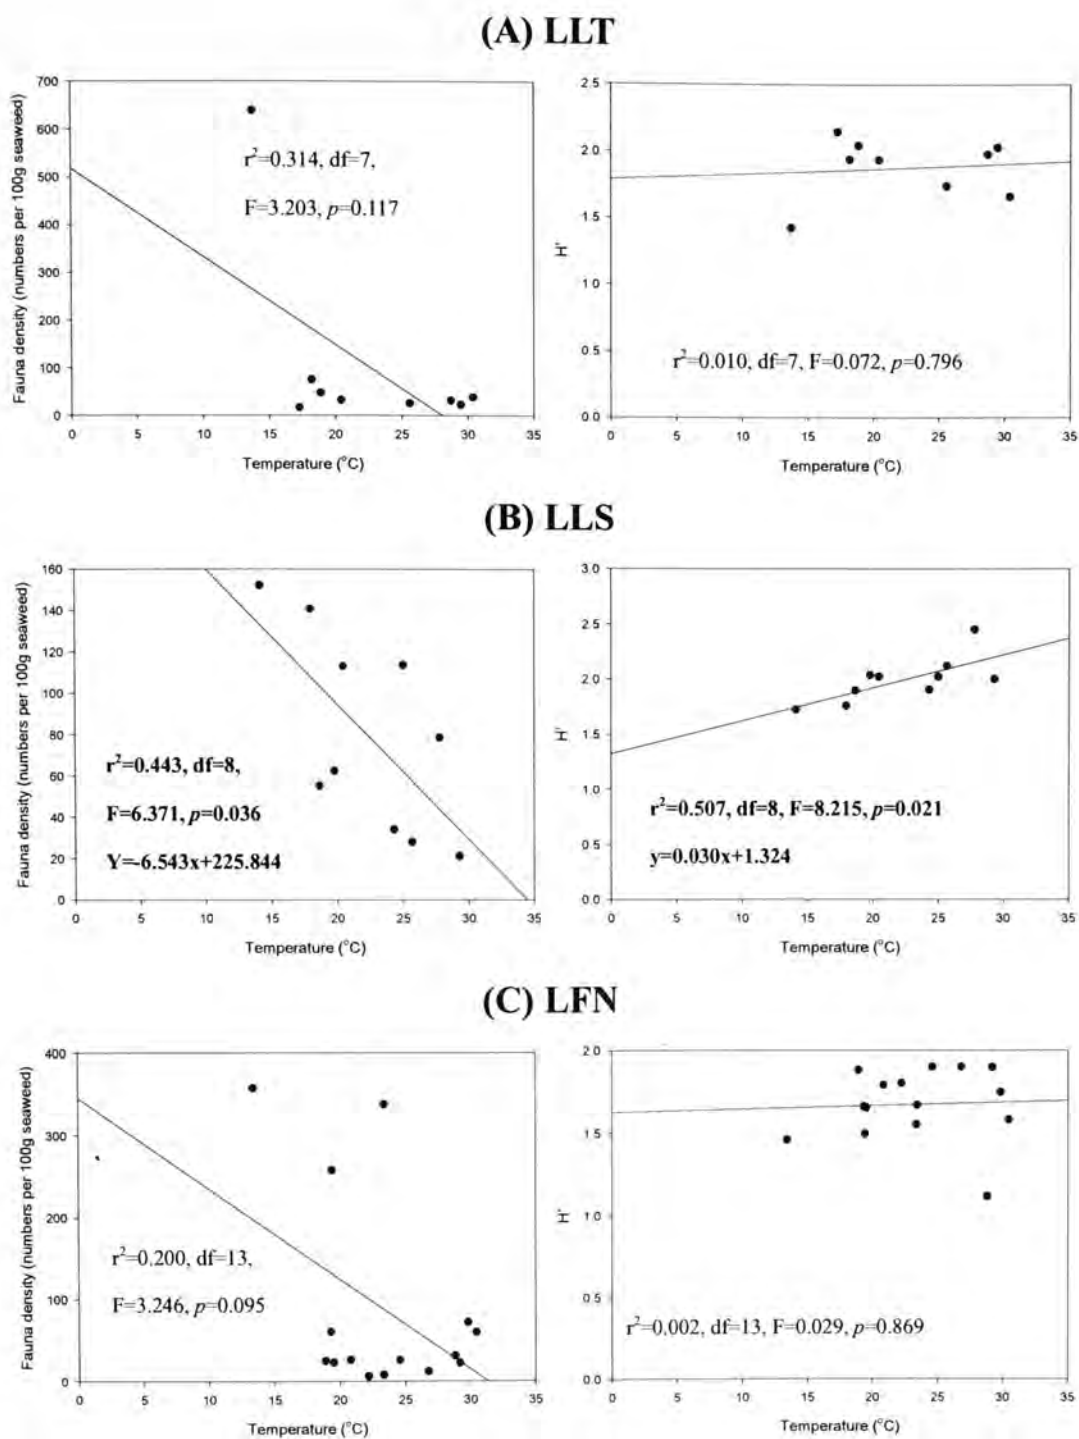 (A) LLT
Fauna density (numbers per 100g seaweed)
700
600
500
400
300
200
100
0
r²=0.314, df=7,
F=3.203, p=0.117
0 5 10 15 20 25 30 35
Temperature (°C)
H'
2.5
2.0
1.5
1.0
0.5
0.0
r²=0.010, df=7, F=0.072, p=0.796
0 5 10 15 20 25 30 35
Temperature (°C)
(B) LLS
Fauna density (numbers per 100g seaweed)
160
140
120
100
80
60
40
20
0
r²=0.443, df=8,
F=6.371, p=0.036
Y=-6.543x+225.844
0 5 10 15 20 25 30 35
Temperature (°C)
H'
3.0
2.5
2.0
1.5
1.0
0.5
0.0
r²=0.507, df=8, F=8.215, p=0.021
y=0.030x+1.324
0 5 10 15 20 25 30 35
Temperature (°C)
(C) LFN
Fauna density (numbers per 100g seaweed)
400
300
200
100
0
r²=0.200, df=13,
F=3.246, p=0.095
0 5 10 15 20 25 30 35
Temperature (°C)
H'
2.0
1.5
1.0
0.5
0.0
r²=0.002, df=13, F=0.029, p=0.869
0 5 10 15 20 25 30 35
Temperature (°C)